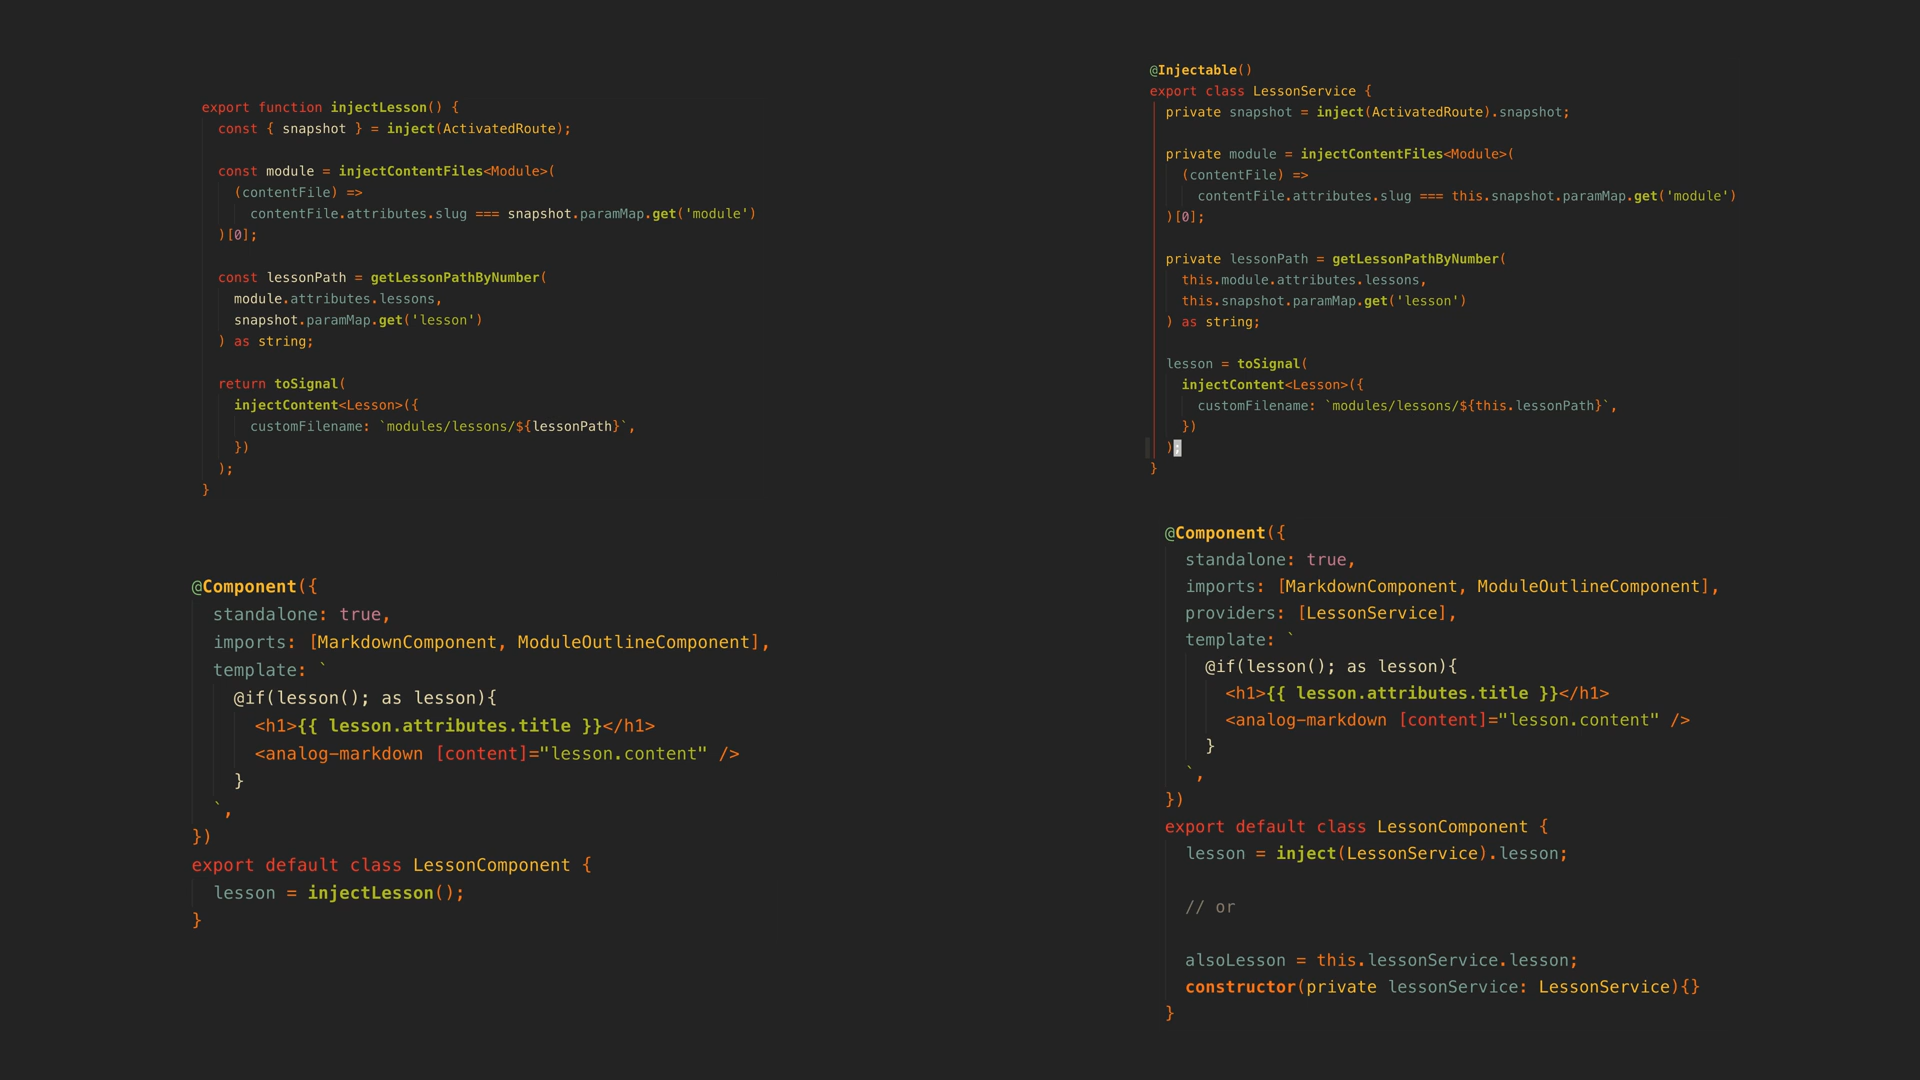 export function injectLesson() {
  const { snapshot } = inject(ActivatedRoute);

  const module = injectContentFiles<Module>(
    (contentFile) =>
      contentFile.attributes.slug === snapshot.paramMap.get('module')
  )[0];

  const lessonPath = getLessonPathByNumber(
    module.attributes.lessons,
    snapshot.paramMap.get('lesson')
  ) as string;

  return toSignal(
    injectContent<Lesson>({
      customFilename: `modules/lessons/${lessonPath}`,
    })
  );
}

@Component({
  standalone: true,
  imports: [MarkdownComponent, ModuleOutlineComponent],
  template: `
    @if(lesson(); as lesson){
      <h1>{{ lesson.attributes.title }}</h1>
      <analog-markdown [content]="lesson.content" />
    }
  `,
})
export default class LessonComponent {
  lesson = injectLesson();
}

@Injectable()
export class LessonService {
  private snapshot = inject(ActivatedRoute).snapshot;

  private module = injectContentFiles<Module>(
    (contentFile) =>
      contentFile.attributes.slug === this.snapshot.paramMap.get('module')
  )[0];

  private lessonPath = getLessonPathByNumber(
    this.module.attributes.lessons,
    this.snapshot.paramMap.get('lesson')
  ) as string;

  lesson = toSignal(
    injectContent<Lesson>({
      customFilename: `modules/lessons/${this.lessonPath}`,
    })
  );
}

@Component({
  standalone: true,
  imports: [MarkdownComponent, ModuleOutlineComponent],
  providers: [LessonService],
  template: `
    @if(lesson(); as lesson){
      <h1>{{ lesson.attributes.title }}</h1>
      <analog-markdown [content]="lesson.content" />
    }
  `,
})
export default class LessonComponent {
  lesson = inject(LessonService).lesson;

  // or

  alsoLesson = this.lessonService.lesson;
  constructor(private lessonService: LessonService){}
}